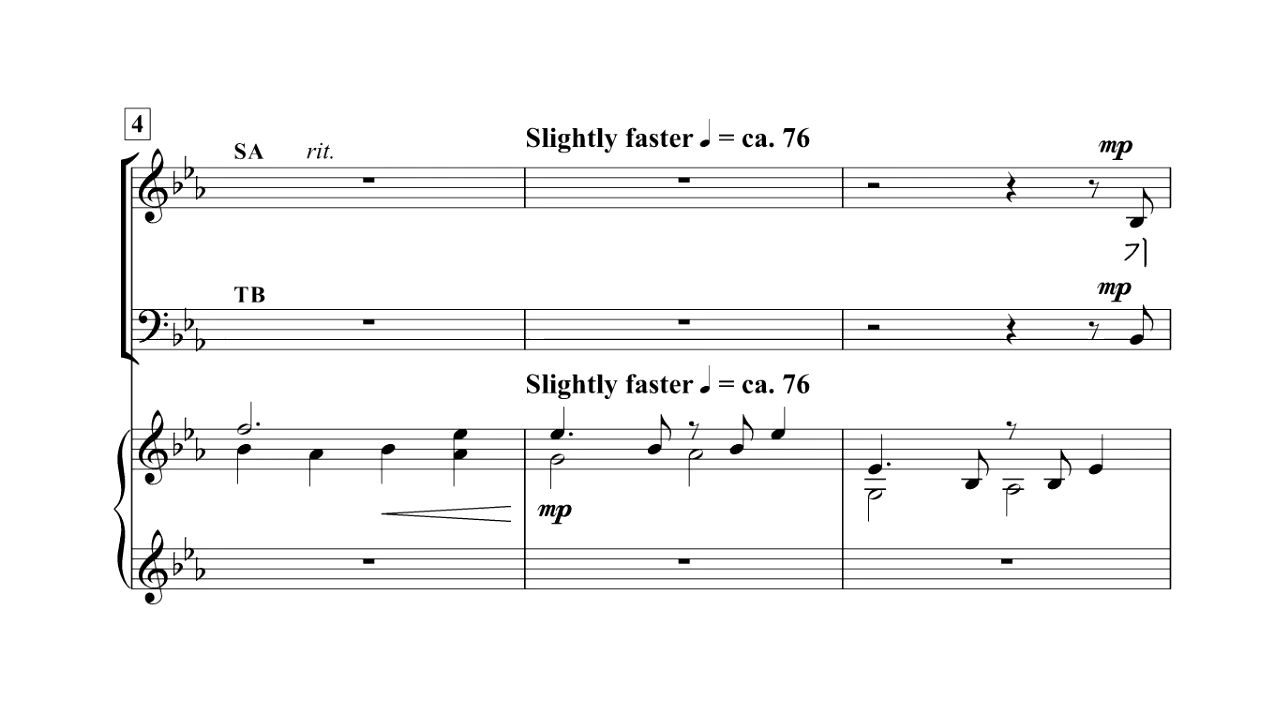 4
SA rit.
Slightly faster ♩ = ca. 76
mp
기
TB
mp
Slightly faster ♩ = ca. 76
mp